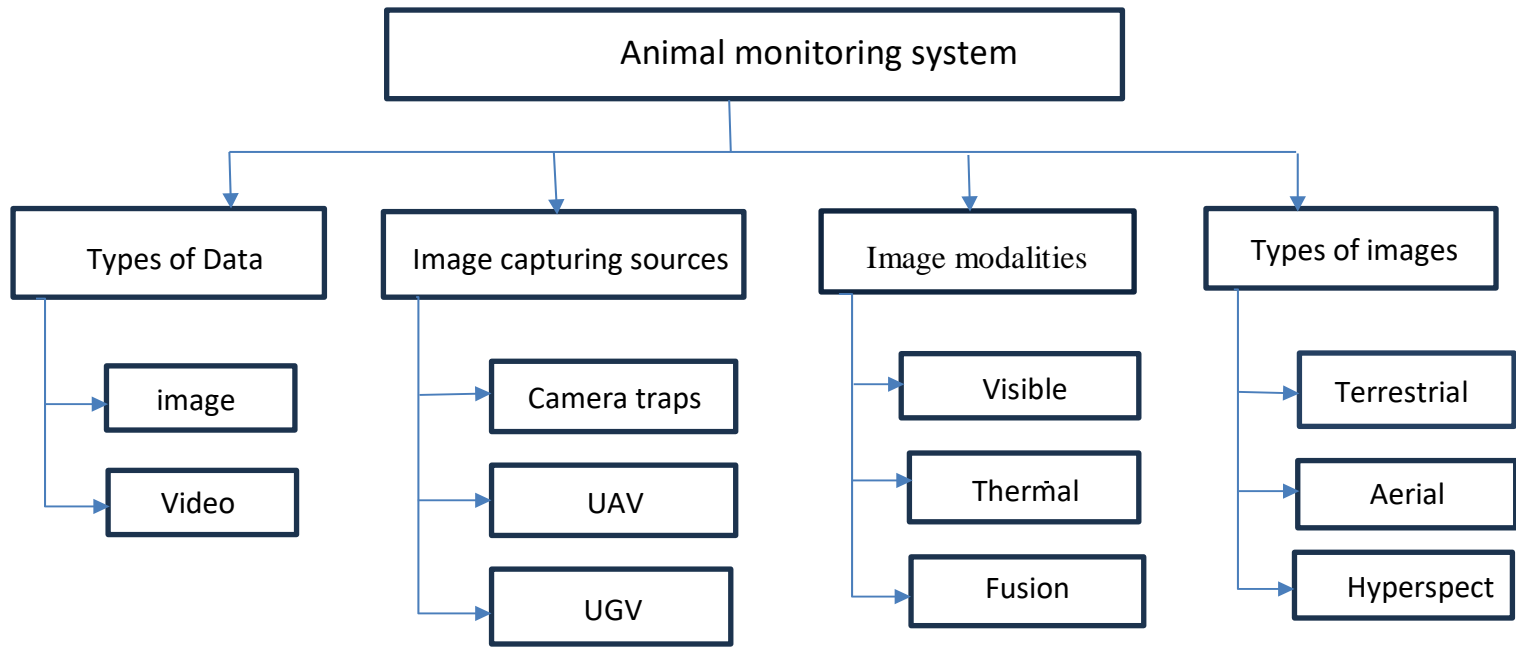 Animal monitoring system
Types of Data
Image capturing sources
Image modalities
Types of images
image
Video
Camera traps
UAV
UGV
Visible
Thermal
Fusion
Terrestrial
Aerial
Hyperspect